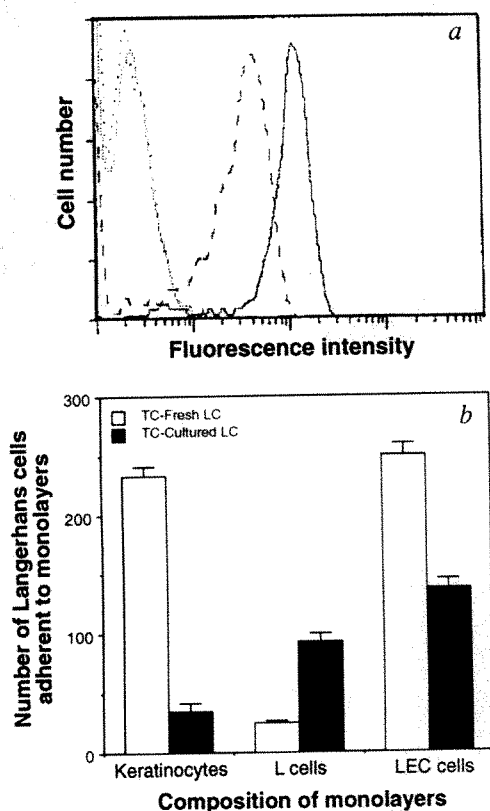 a
Cell number
Fluorescence intensity
b
300
200
100
0
TC-Fresh LC
TC-Cultured LC
Number of Langerhans cells
adherent to monolayers
Keratinocytes
L cells
LEC cells
Composition of monolayers